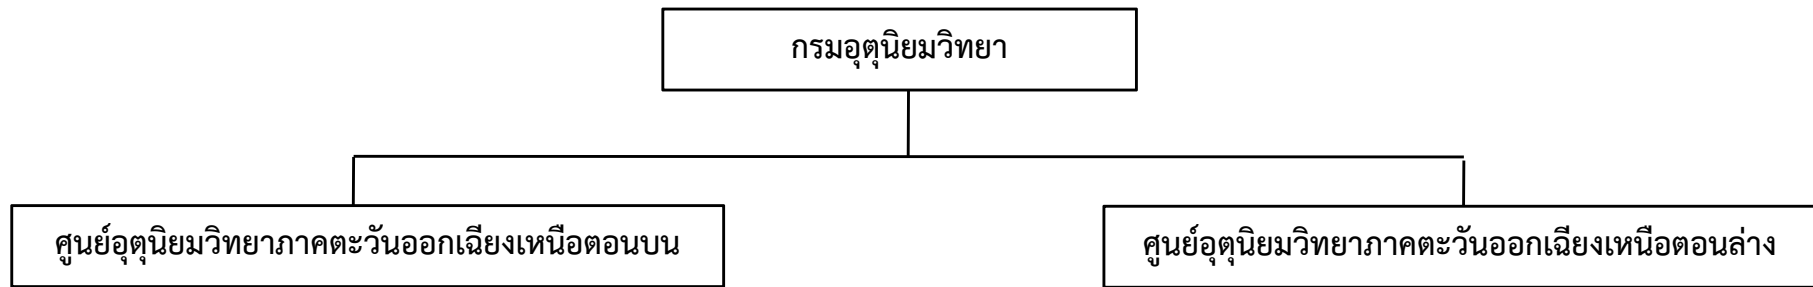 กรมอุตุนิยมวิทยา
ศูนย์อุตุนิยมวิทยาภาคตะวันออกเฉียงเหนือตอนบน
ศูนย์อุตุนิยมวิทยาภาคตะวันออกเฉียงเหนือตอนล่าง